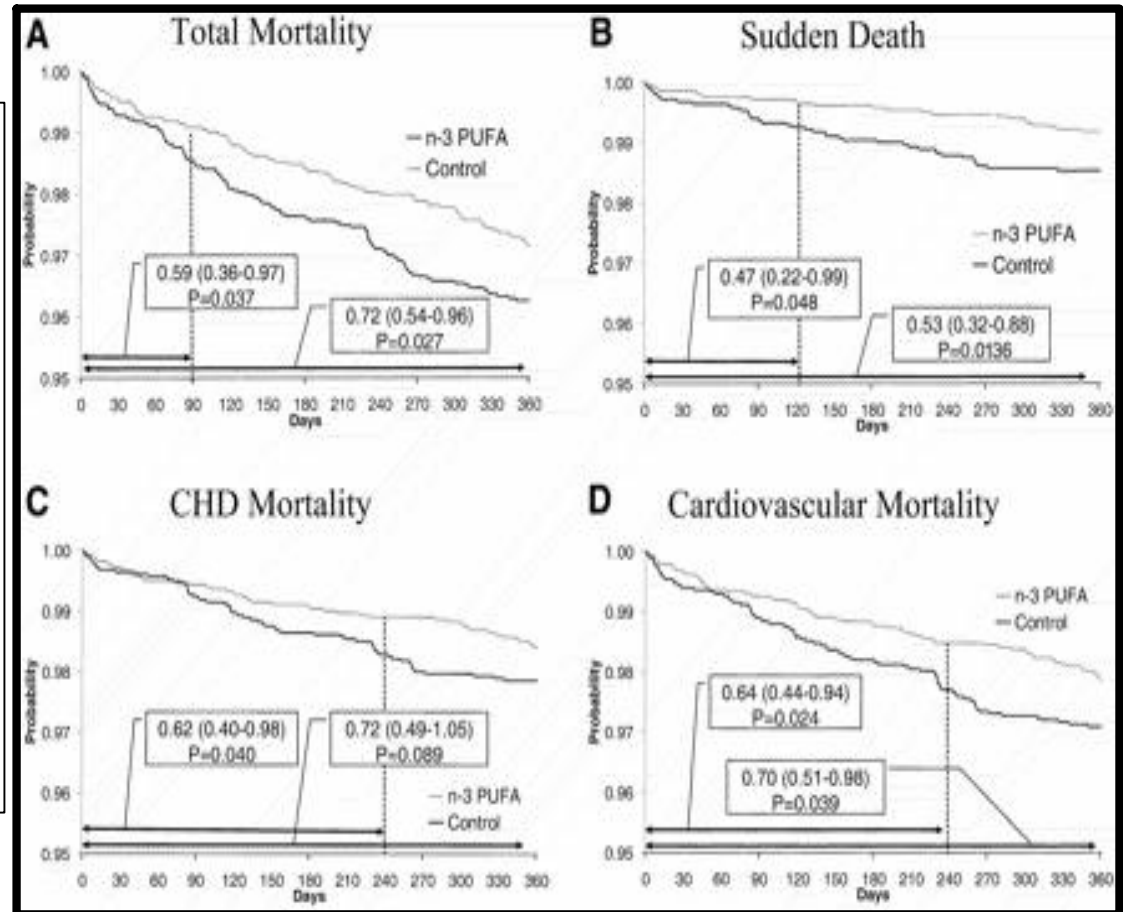 A Total Mortality
1.00
0.99
0.98
0.97
0.96
0.95
Probability
n-3 PUFA
Control
0.59 (0.36-0.97)
P=0.037
0.72 (0.54-0.96)
P=0.027
0 30 60 90 120 150 180 210 240 270 300 330 360
Days
B Sudden Death
1.00
0.99
0.98
0.97
0.96
0.95
Probability
n-3 PUFA
Control
0.47 (0.22-0.99)
P=0.048
0.53 (0.32-0.88)
P=0.0136
0 30 60 90 120 150 180 210 240 270 300 330 360
Days
C CHD Mortality
1.00
0.99
0.98
0.97
0.96
0.95
Probability
0.62 (0.40-0.98)
P=0.040
0.72 (0.49-1.05)
P=0.089
n-3 PUFA
Control
0 30 60 90 120 150 180 210 240 270 300 330 360
Days
D Cardiovascular Mortality
1.00
0.99
0.98
0.97
0.96
0.95
Probability
n-3 PUFA
Control
0.64 (0.44-0.94)
P=0.024
0.70 (0.51-0.98)
P=0.039
0 30 60 90 120 150 180 210 240 270 300 330 360
Days